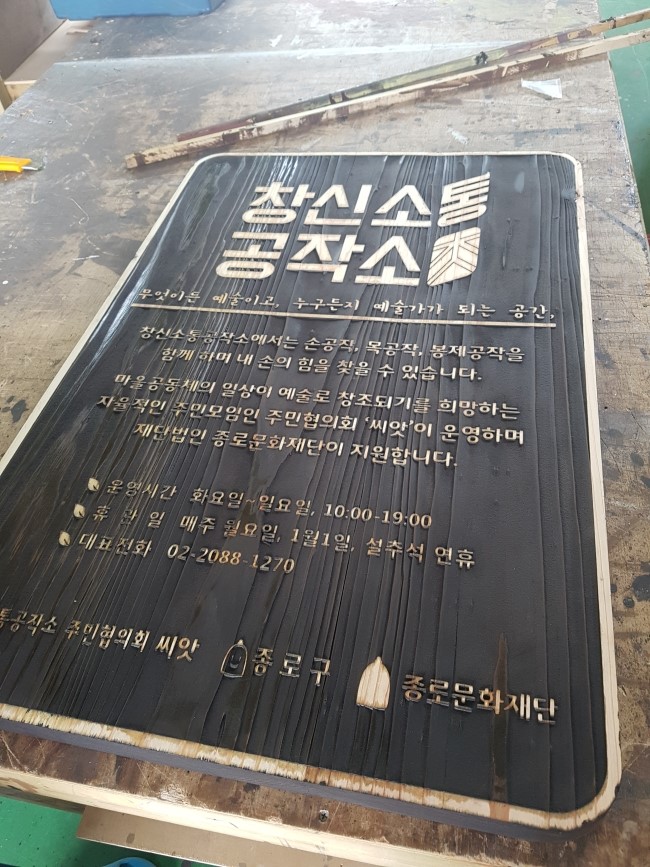 창신소통
공작소
무엇이든 예술이고, 누구든지 예술가가 되는 공간,
창신소통공작소에서는 손공작, 목공작, 봉제공작을
함께 하며 내 손의 힘을 찾을 수 있습니다.
마을공동체의 일상이 예술로 창조되기를 희망하는
자율적인 주민모임인 주민협의회 '씨앗'이 운영하며
재단법인 종로문화재단이 지원합니다.
운영시간 화요일~일요일, 10:00-19:00
휴 관 일 매주 월요일, 1월1일, 설추석 연휴
대표전화 02-2088-1270
통공작소 주민협의회 씨앗 종로구 종로문화재단